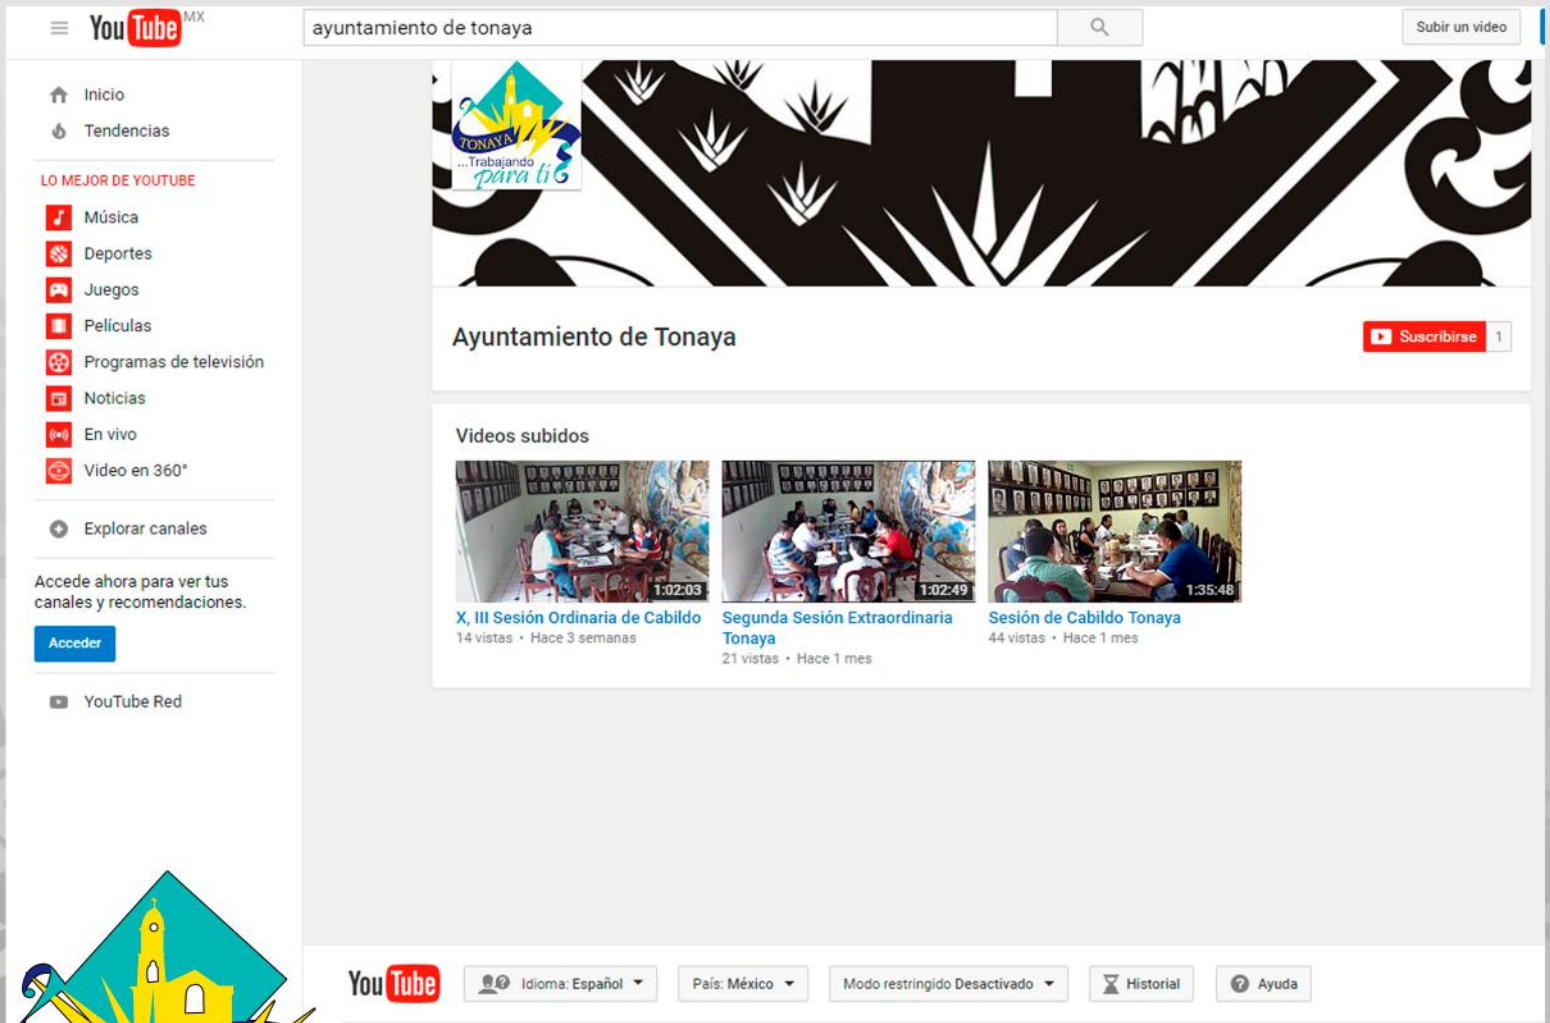 YouTube MX
ayuntamiento de tonaya
Subir un video
Inicio
Tendencias
LO MEJOR DE YOUTUBE
Música
Deportes
Juegos
Películas
Programas de televisión
Noticias
En vivo
Video en 360°
Explorar canales
Accede ahora para ver tus
canales y recomendaciones.
Acceder
YouTube Red
TONAYA
...Trabajando
para tí
Ayuntamiento de Tonaya
Suscribirse 1
Videos subidos
1:02:03
X, III Sesión Ordinaria de Cabildo
14 vistas • Hace 3 semanas
1:02:49
Segunda Sesión Extraordinaria
Tonaya
21 vistas • Hace 1 mes
1:35:48
Sesión de Cabildo Tonaya
44 vistas • Hace 1 mes
YouTube
Idioma: Español
País: México
Modo restringido Desactivado
Historial
Ayuda